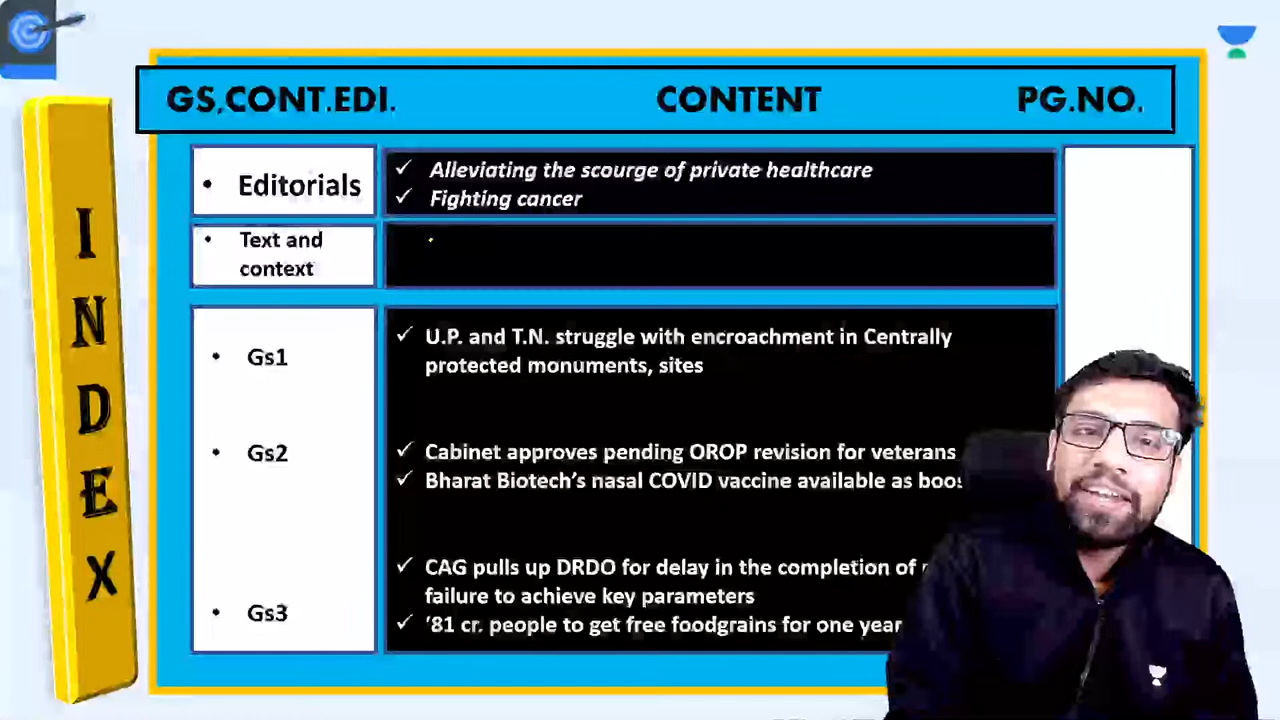 GS,CONT.EDI. CONTENT PG.NO.
INDEX
• Editorials
✓ Alleviating the scourge of private healthcare
✓ Fighting cancer
• Text and
context
•
• Gs1
✓ U.P. and T.N. struggle with encroachment in Centrally
protected monuments, sites
• Gs2
✓ Cabinet approves pending OROP revision for veterans
✓ Bharat Biotech’s nasal COVID vaccine available as
• Gs3
✓ CAG pulls up DRDO for delay in the completion of
failure to achieve key parameters
✓ ’81 cr. people to get free foodgrains for one year